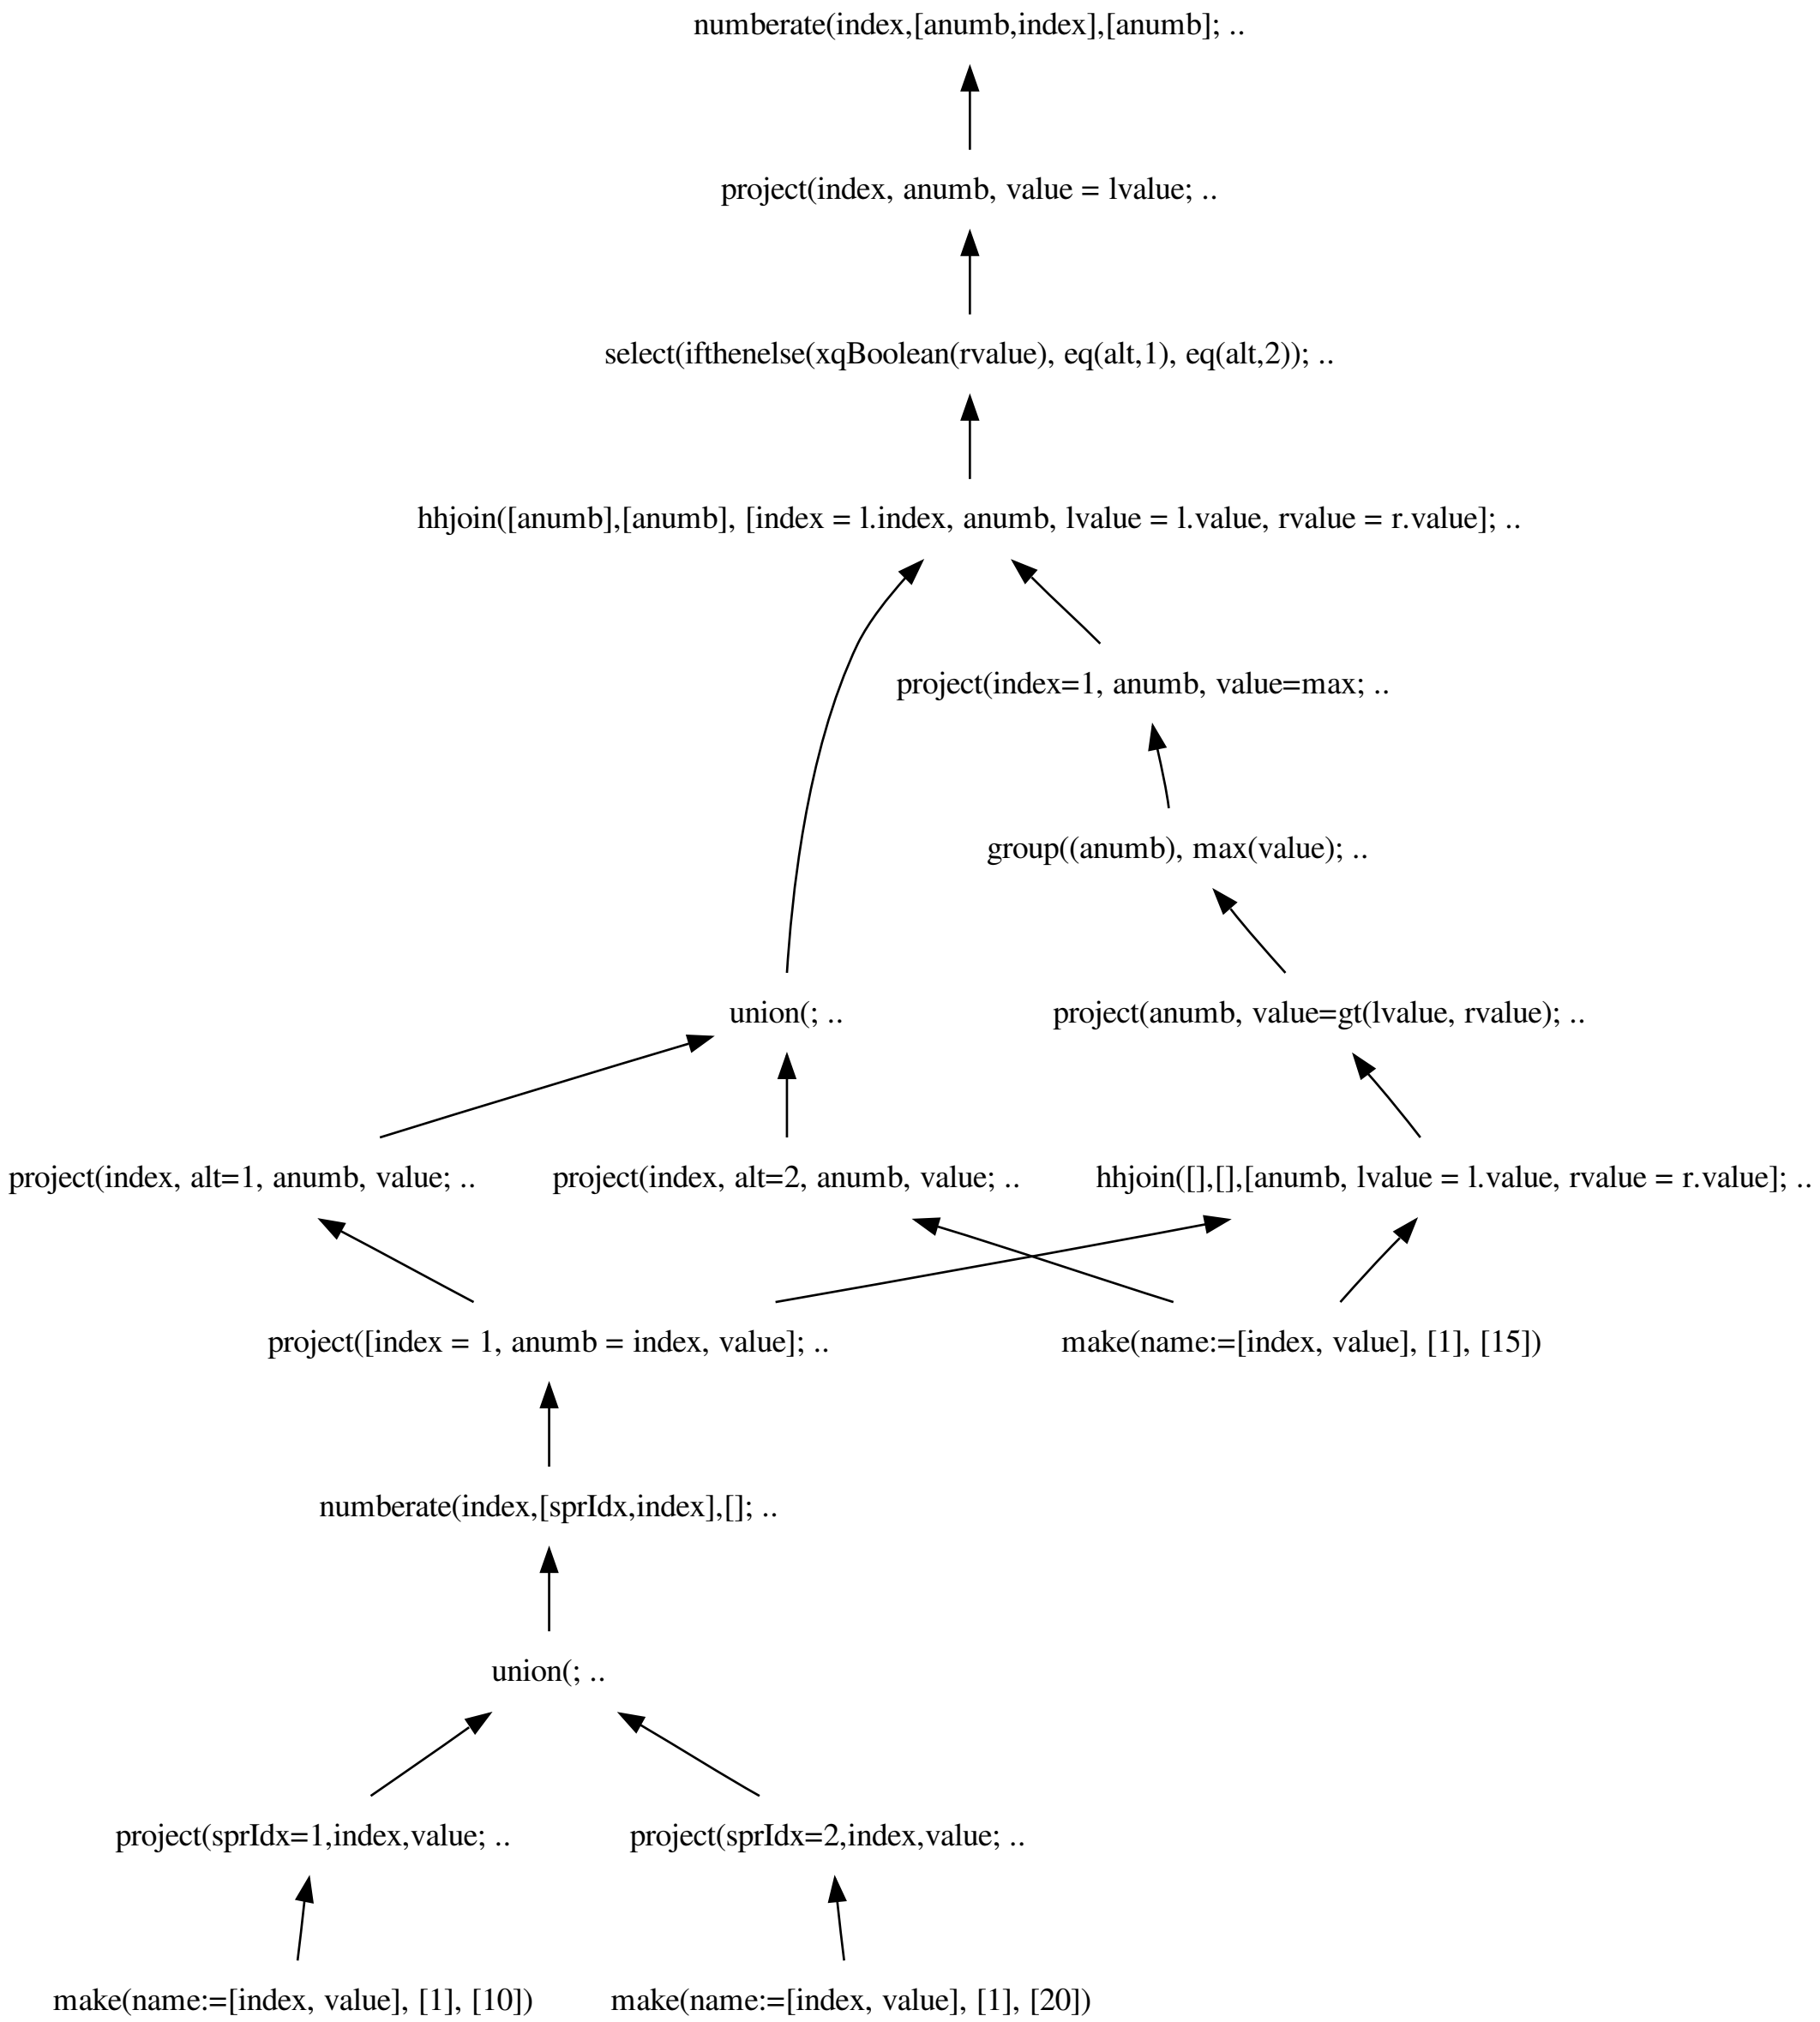 numberate(index,[anumb,index],[anumb]; ..
project(index, anumb, value = lvalue; ..
select(ifthenelse(xqBoolean(rvalue), eq(alt,1), eq(alt,2)); ..
hhjoin([anumb],[anumb], [index = l.index, anumb, lvalue = l.value, rvalue = r.value]; ..
project(index=1, anumb, value=max; ..
group((anumb), max(value); ..
union(; ..
project(anumb, value=gt(lvalue, rvalue); ..
project(index, alt=1, anumb, value; ..
project(index, alt=2, anumb, value; ..
hhjoin([],[],[anumb, lvalue = l.value, rvalue = r.value]; ..
project([index = 1, anumb = index, value]; ..
make(name:=[index, value], [1], [15])
numberate(index,[sprIdx,index],[]; ..
union(; ..
project(sprIdx=1,index,value; ..
project(sprIdx=2,index,value; ..
make(name:=[index, value], [1], [10])
make(name:=[index, value], [1], [20])